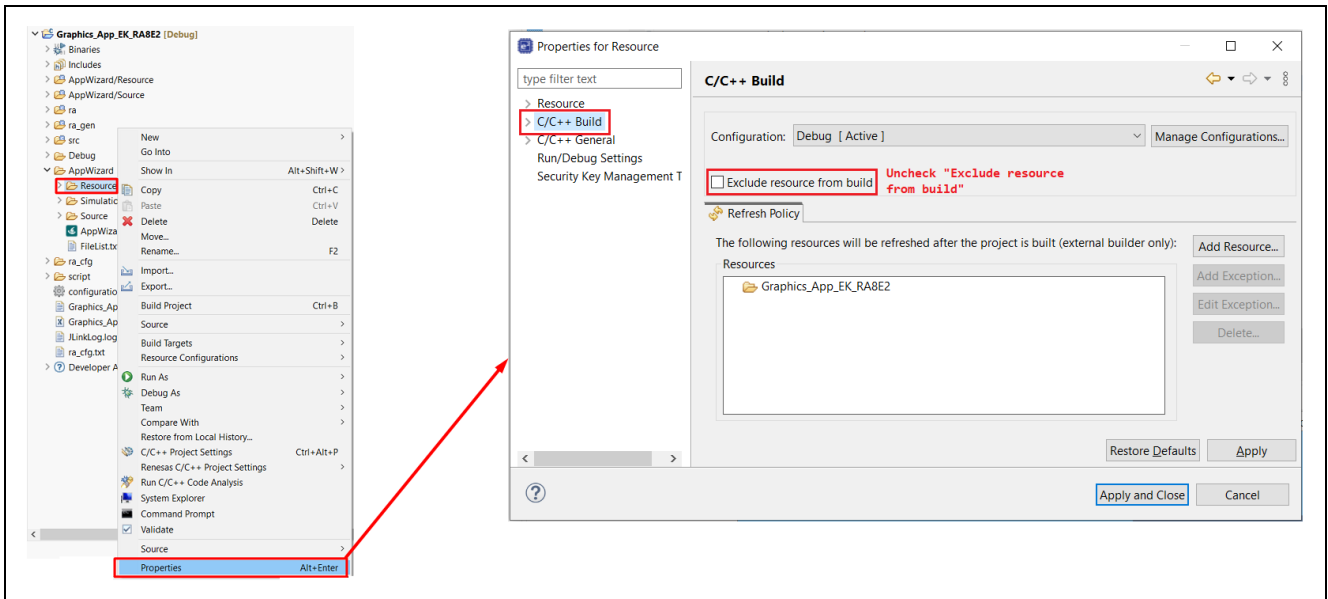 Graphics_App_EK_RA8E2 [Debug]
Binaries
Includes
AppWizard/Resource
AppWizard/Source
ra
ra_gen
src
Debug
AppWizard
Resource
Simulatic
Source
AppWiza
FileList.tx
ra_cfg
script
configuratio
Graphics_Ap
Graphics_Ap
JLinkLog.log
ra_cfg.txt
Developer A
New
Go Into
Show In Alt+Shift+W
Copy Ctrl+C
Paste Ctrl+V
Delete Delete
Move...
Rename... F2
Import...
Export...
Build Project Ctrl+B
Source
Build Targets
Resource Configurations
Run As
Debug As
Team
Compare With
Restore from Local History...
C/C++ Project Settings Ctrl+Alt+P
Renesas C/C++ Project Settings
Run C/C++ Code Analysis
System Explorer
Command Prompt
Validate
Source
Properties Alt+Enter
Properties for Resource
type filter text
Resource
C/C++ Build
C/C++ General
Run/Debug Settings
Security Key Management T
C/C++ Build
Configuration: Debug [ Active ] Manage Configurations...
Exclude resource from build
Uncheck "Exclude resource
from build"
Refresh Policy
The following resources will be refreshed after the project is built (external builder only):
Resources
Graphics_App_EK_RA8E2
Add Resource...
Add Exception...
Edit Exception...
Delete...
Restore Defaults Apply
Apply and Close Cancel